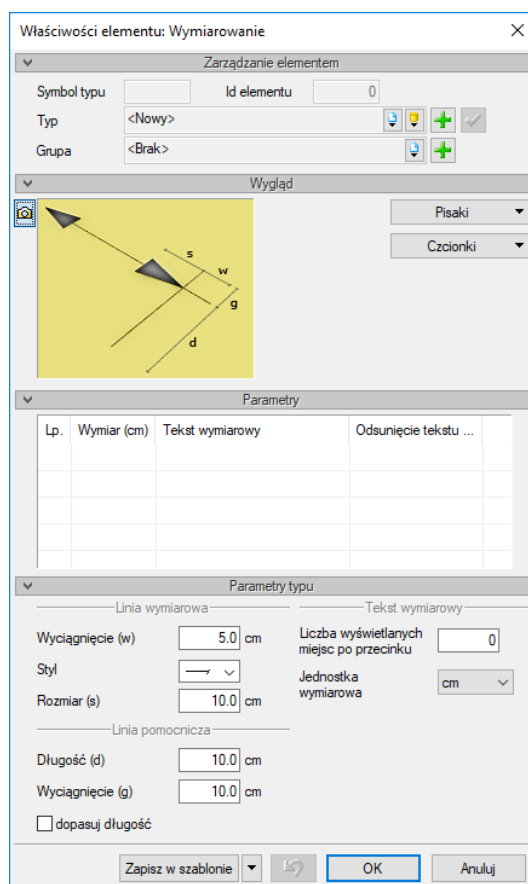 Właściwości elementu: Wymiarowanie
Zarządzanie elementem
Symbol typu
Id elementu 0
Typ <Nowy>
Grupa <Brak>
Wygląd
Pisaki
Czcionki
s
w
g
d
Parametry
Lp. Wymiar (cm) Tekst wymiarowy Odsunięcie tekstu ...
Parametry typu
Linia wymiarowa
Wyciągnięcie (w) 5.0 cm
Styl
Rozmiar (s) 10.0 cm
Linia pomocnicza
Długość (d) 10.0 cm
Wyciągnięcie (g) 10.0 cm
dopasuj długość
Tekst wymiarowy
Liczba wyświetlanych
miejsc po przecinku 0
Jednostka
wymiarowa cm
Zapisz w szablonie OK Anuluj